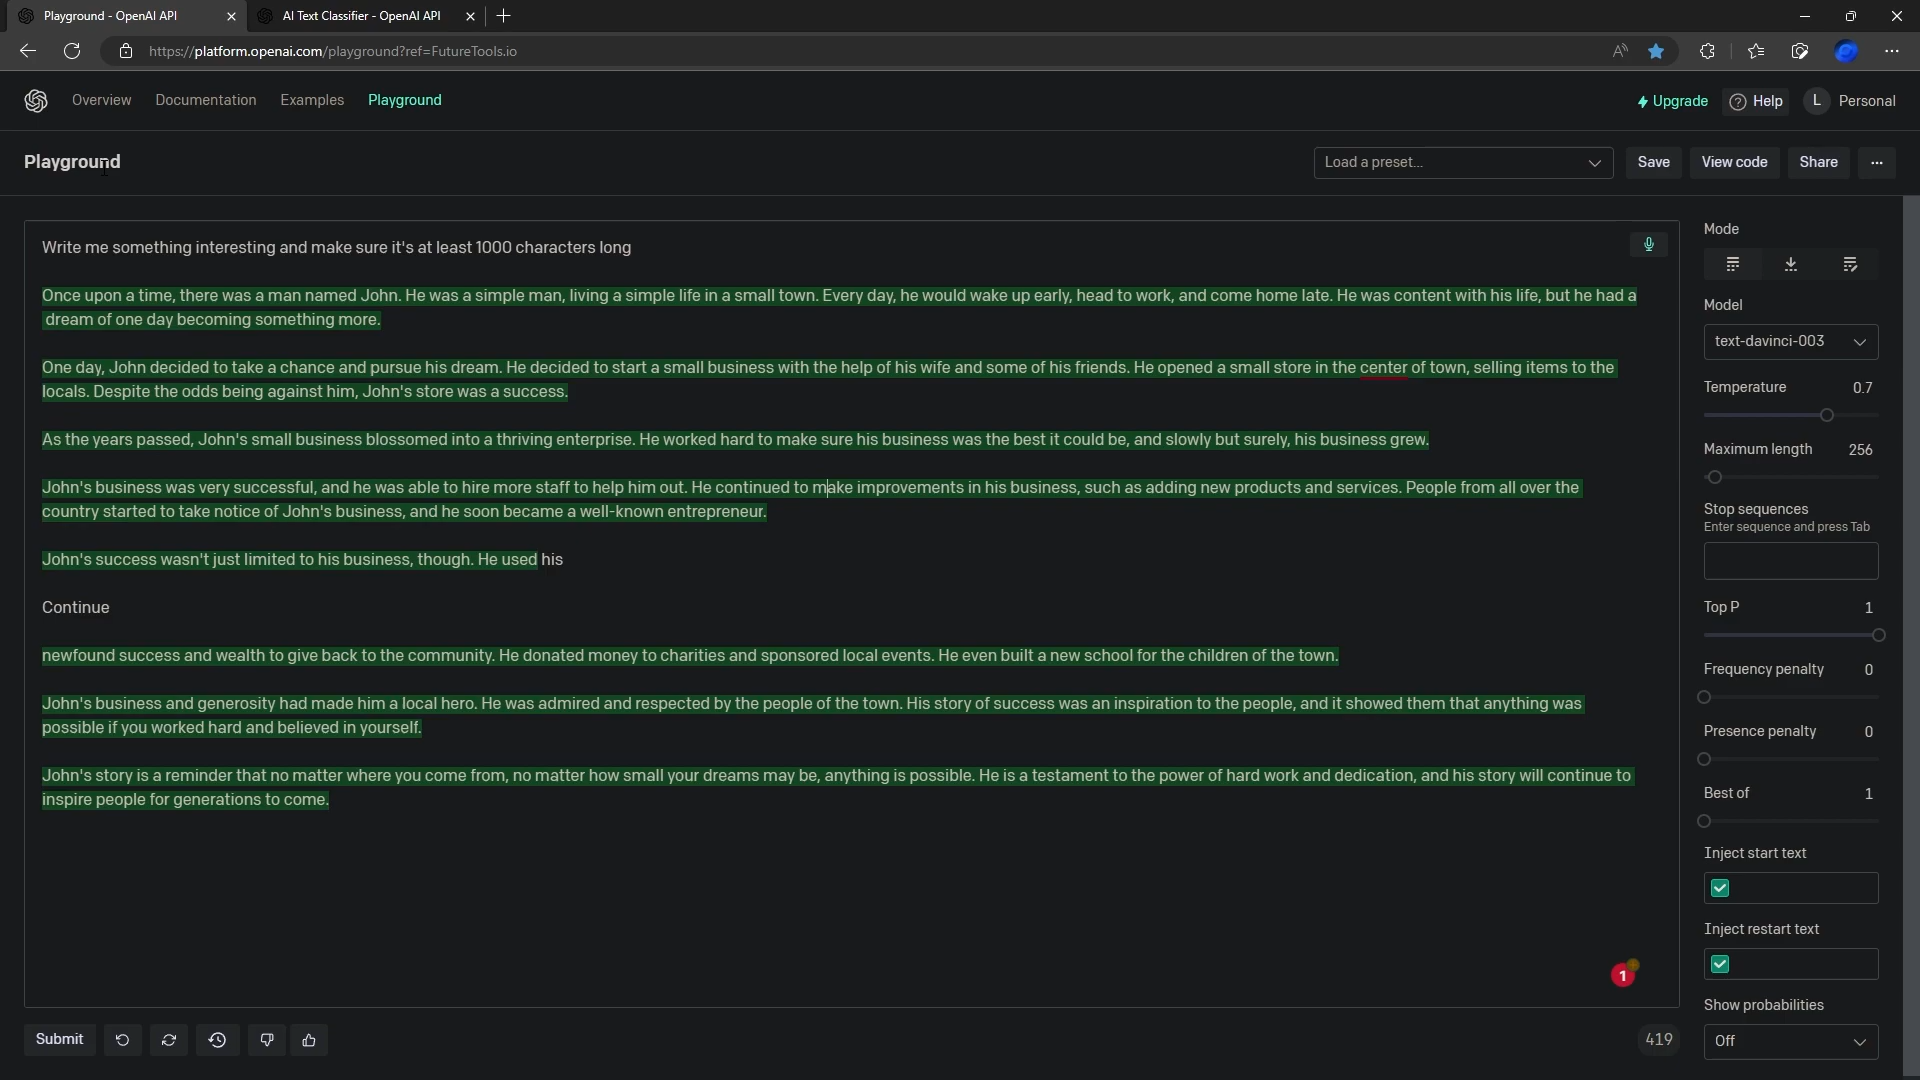 Playground - OpenAI API
AI Text Classifier - OpenAI API
https://platform.openai.com/playground?ref=FutureTools.io
Overview Documentation Examples Playground
Upgrade Help L Personal
Playground
Load a preset... Save View code Share
Write me something interesting and make sure it's at least 1000 characters long
Once upon a time, there was a man named John. He was a simple man, living a simple life in a small town. Every day, he would wake up early, head to work, and come home late. He was content with his life, but he had a
dream of one day becoming something more.
One day, John decided to take a chance and pursue his dream. He decided to start a small business with the help of his wife and some of his friends. He opened a small store in the center of town, selling items to the
locals. Despite the odds being against him, John's store was a success.
As the years passed, John's small business blossomed into a thriving enterprise. He worked hard to make sure his business was the best it could be, and slowly but surely, his business grew.
John's business was very successful, and he was able to hire more staff to help him out. He continued to make improvements in his business, such as adding new products and services. People from all over the
country started to take notice of John's business, and he soon became a well-known entrepreneur.
John's success wasn't just limited to his business, though. He used his
Continue
newfound success and wealth to give back to the community. He donated money to charities and sponsored local events. He even built a new school for the children of the town.
John's business and generosity had made him a local hero. He was admired and respected by the people of the town. His story of success was an inspiration to the people, and it showed them that anything was
possible if you worked hard and believed in yourself.
John's story is a reminder that no matter where you come from, no matter how small your dreams may be, anything is possible. He is a testament to the power of hard work and dedication, and his story will continue to
inspire people for generations to come.
1
Submit
419
Mode
Model
text-davinci-003
Temperature 0.7
Maximum length 256
Stop sequences
Enter sequence and press Tab
Top P 1
Frequency penalty 0
Presence penalty 0
Best of 1
Inject start text
Inject restart text
Show probabilities
Off